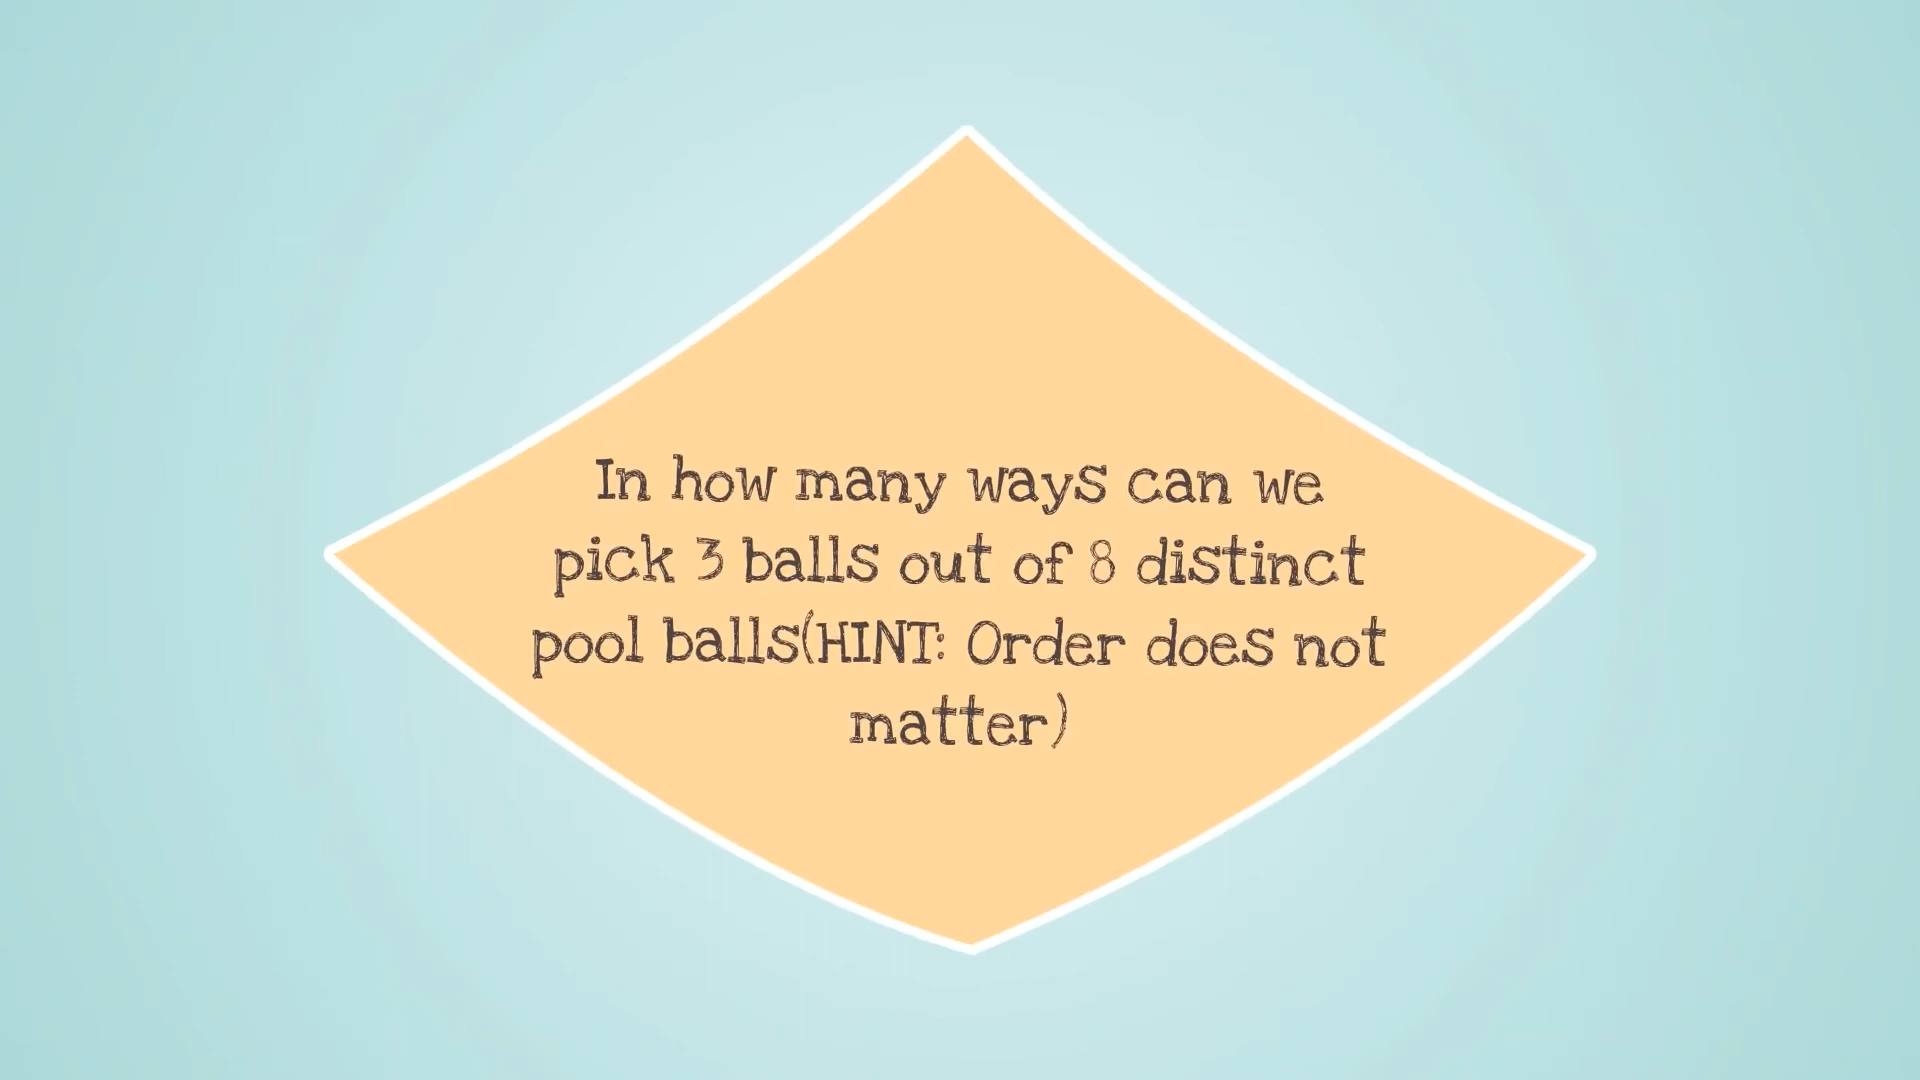 In how many ways can we
pick 3 balls out of 8 distinct
pool balls(HINT: Order does not
matter)